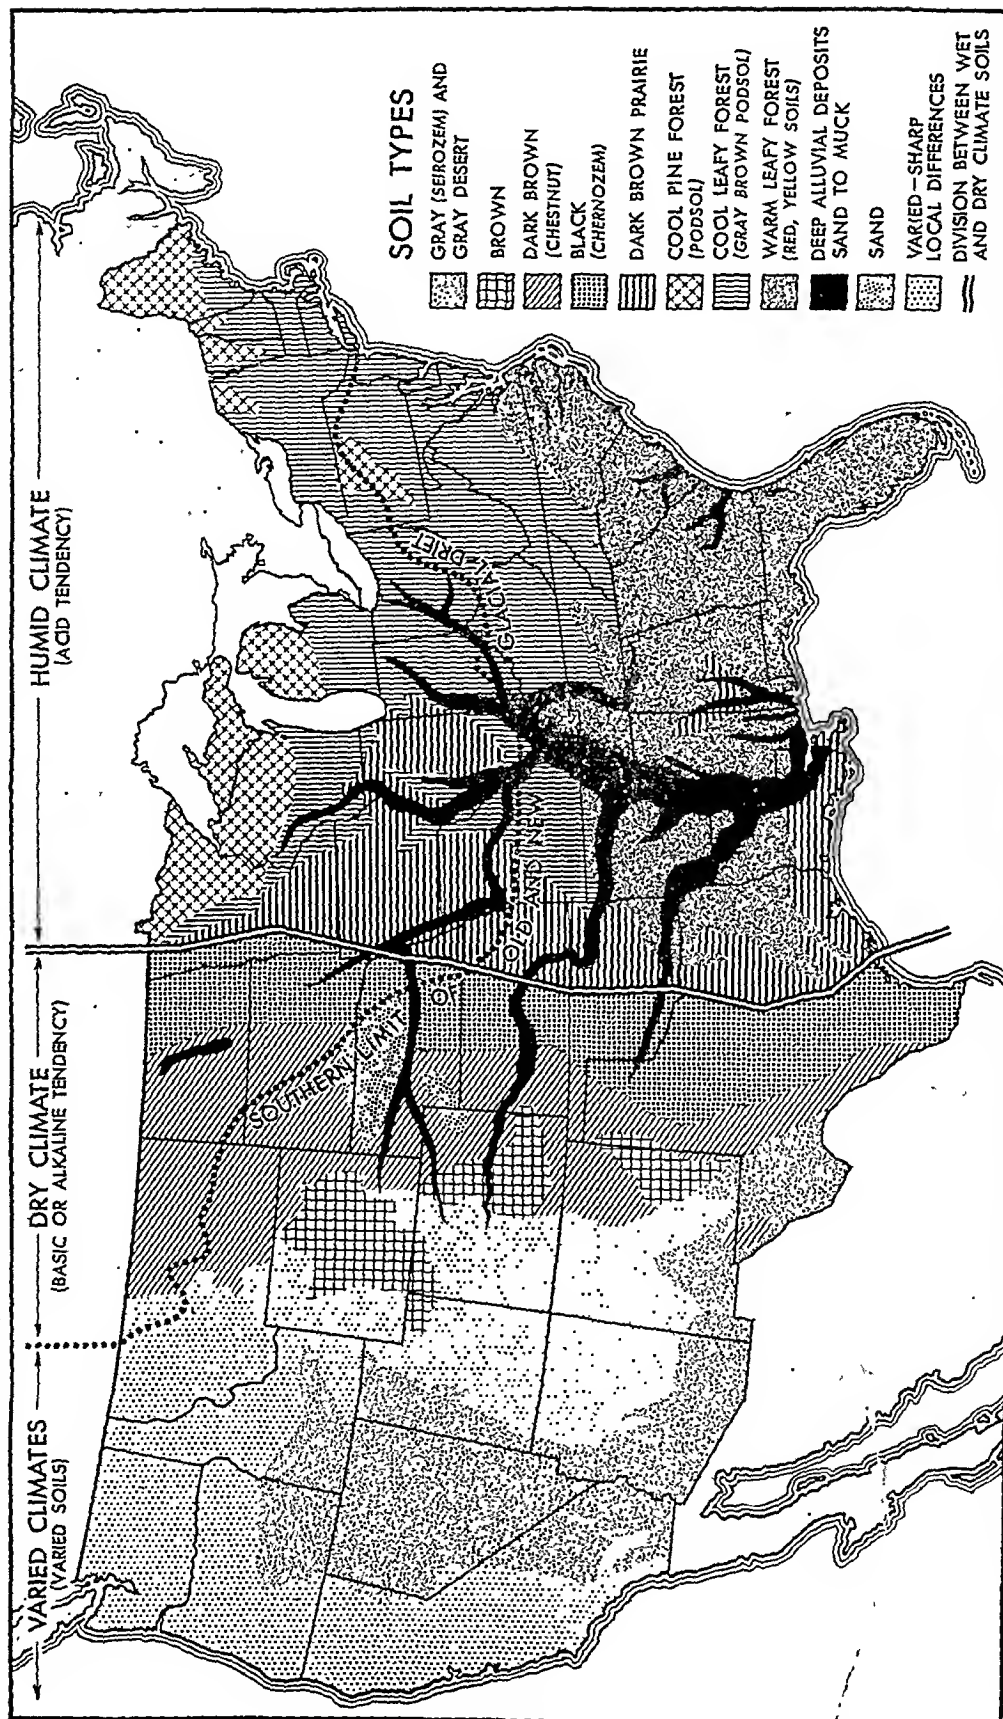 VARIED CLIMATES
(VARIED SOILS)
DRY CLIMATE
(BASIC OR ALKALINE TENDENCY)
HUMID CLIMATE
(ACID TENDENCY)
SOUTHERN LIMIT OF OLD AND NEW GLACIAL DRIFT
SOIL TYPES
GRAY (SEIROZEM) AND
GRAY DESERT
BROWN
DARK BROWN
(CHESTNUT)
BLACK
(CHERNOZEM)
DARK BROWN PRAIRIE
COOL PINE FOREST
(PODSOL)
COOL LEAFY FOREST
(GRAY BROWN PODSOL)
WARM LEAFY FOREST
(RED, YELLOW SOILS)
DEEP ALLUVIAL DEPOSITS
SAND TO MUCK
SAND
VARIED—SHARP
LOCAL DIFFERENCES
DIVISION BETWEEN WET
AND DRY CLIMATE SOILS